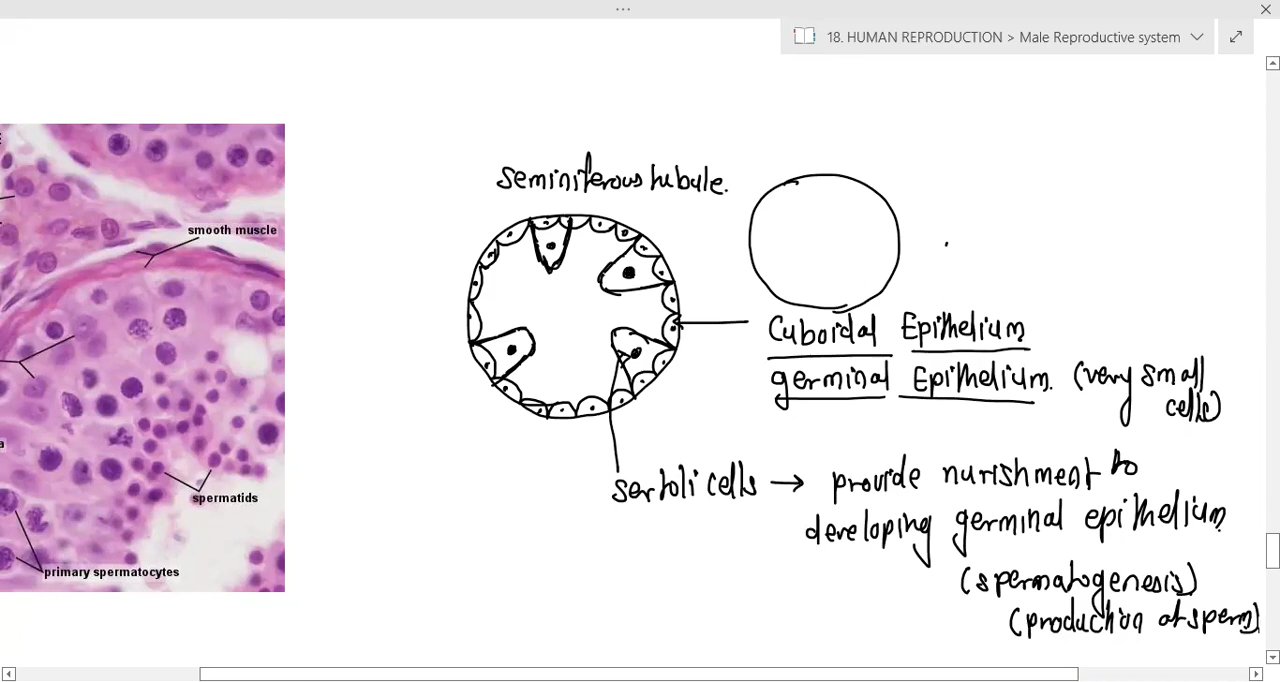 18. HUMAN REPRODUCTION > Male Reproductive system
smooth muscle
spermatids
primary spermatocytes
seminiferous tubule.
Cuboidal Epithelium
germinal Epithelium. (very small
cells)
sertoli cells → provide nurishment to
developing germinal epithelium
(spermatogenesis)
(production of sperm)